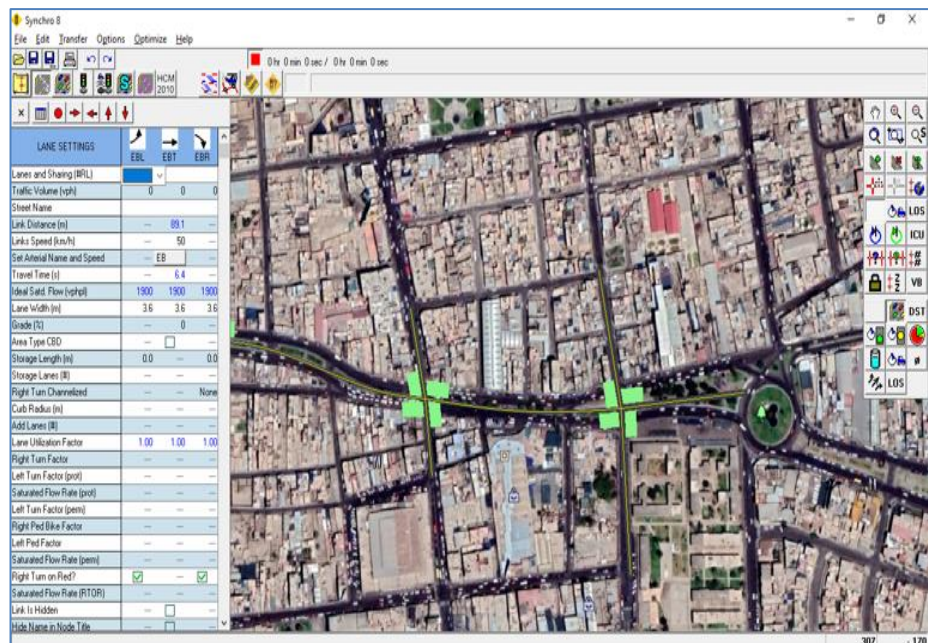 Synchro 8
File Edit Transfer Options Optimize Help
0 hr 0 min 0 sec / 0 hr 0 min 0 sec
HCM
2010
LANE SETTINGS
EBL EBT EBR
Lanes and Sharing (#RL)
Traffic Volume (vph) 0 0 0
Street Name
Link Distance (m) — 89.1 —
Links Speed (km/h) — 50 —
Set Arterial Name and Speed — EB —
Travel Time (s) — 6.4 —
Ideal Satd. Flow (vphpl) 1900 1900 1900
Lane Width (m) 3.6 3.6 3.6
Grade (%) — 0 —
Area Type CBD — —
Storage Length (m) 0.0 — 0.0
Storage Lanes (#) — — —
Right Turn Channelized — — None
Curb Radius (m) — — —
Add Lanes (#) — — —
Lane Utilization Factor 1.00 1.00 1.00
Right Turn Factor — — —
Left Turn Factor (prot) — — —
Saturated Flow Rate (prot) — — —
Left Turn Factor (perm) — — —
Right Ped Bike Factor — — —
Left Ped Factor — — —
Saturated Flow Rate (perm) — — —
Right Turn on Red? —
Saturated Flow Rate (RTOR) — — —
Link Is Hidden — —
Hide Name in Node Title — —
LOS
ICU
VB
DST
ø
LOS
307 -170